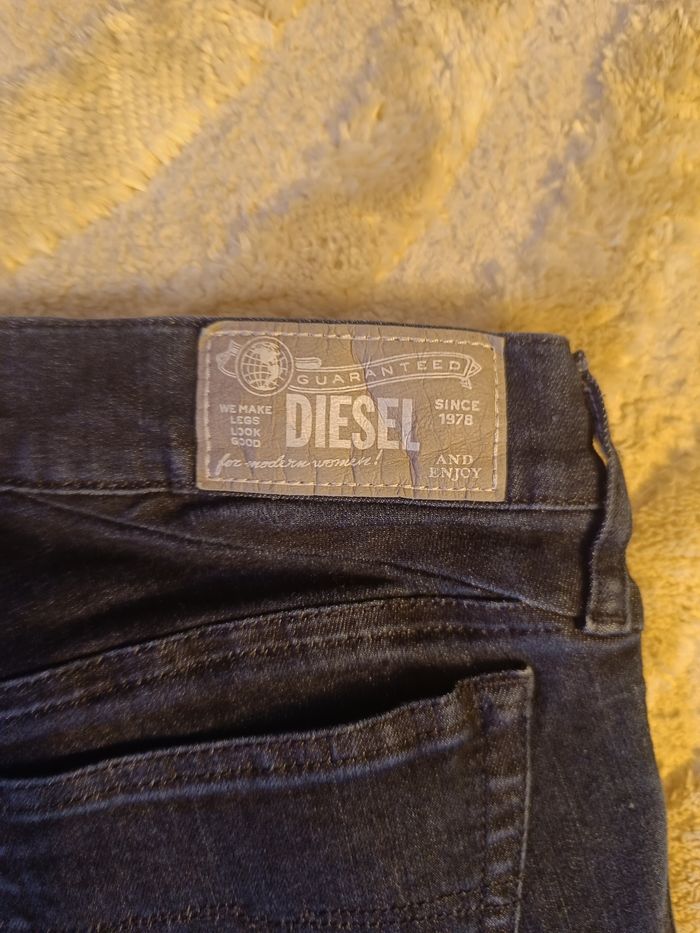 GUARANTEED
WE MAKE
LEGS
LOOK
GOOD
DIESEL
SINCE
1978
for modern women!
AND
ENJOY